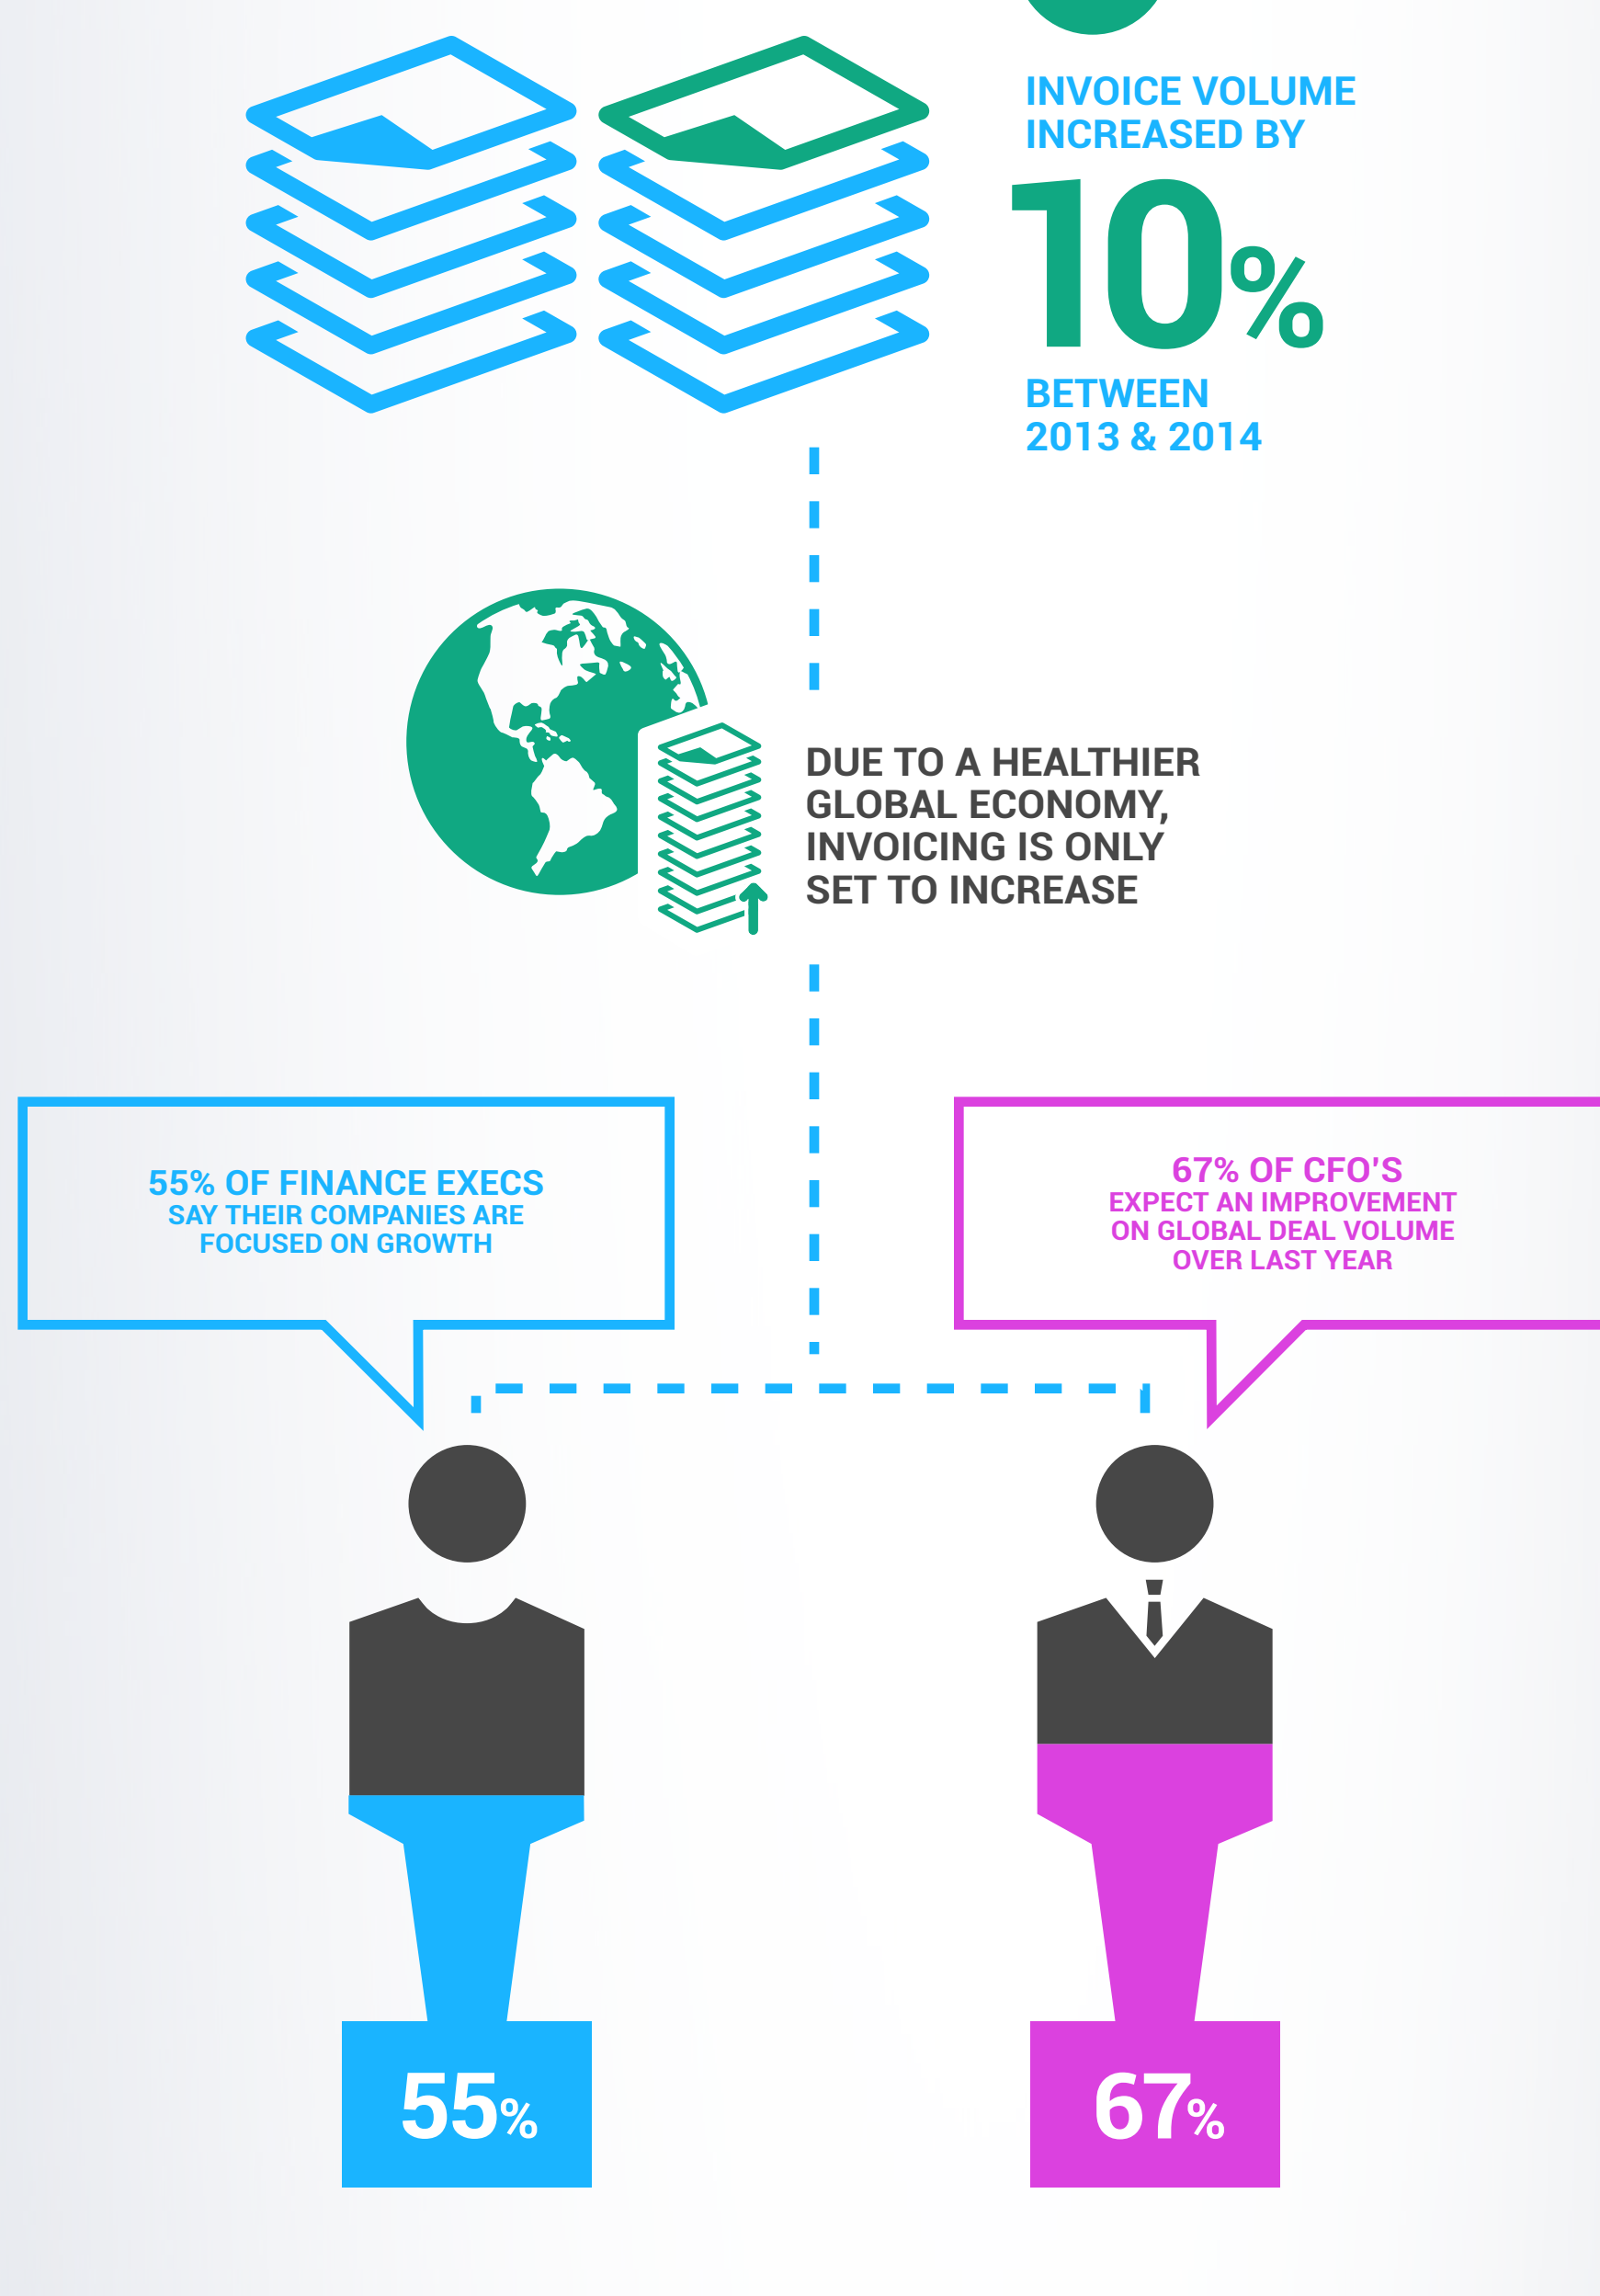 INVOICE VOLUME
INCREASED BY
10%
BETWEEN
2013 & 2014
DUE TO A HEALTHIER
GLOBAL ECONOMY,
INVOICING IS ONLY
SET TO INCREASE
55% OF FINANCE EXECS
SAY THEIR COMPANIES ARE
FOCUSED ON GROWTH
67% OF CFO'S
EXPECT AN IMPROVEMENT
ON GLOBAL DEAL VOLUME
OVER LAST YEAR
55%
67%